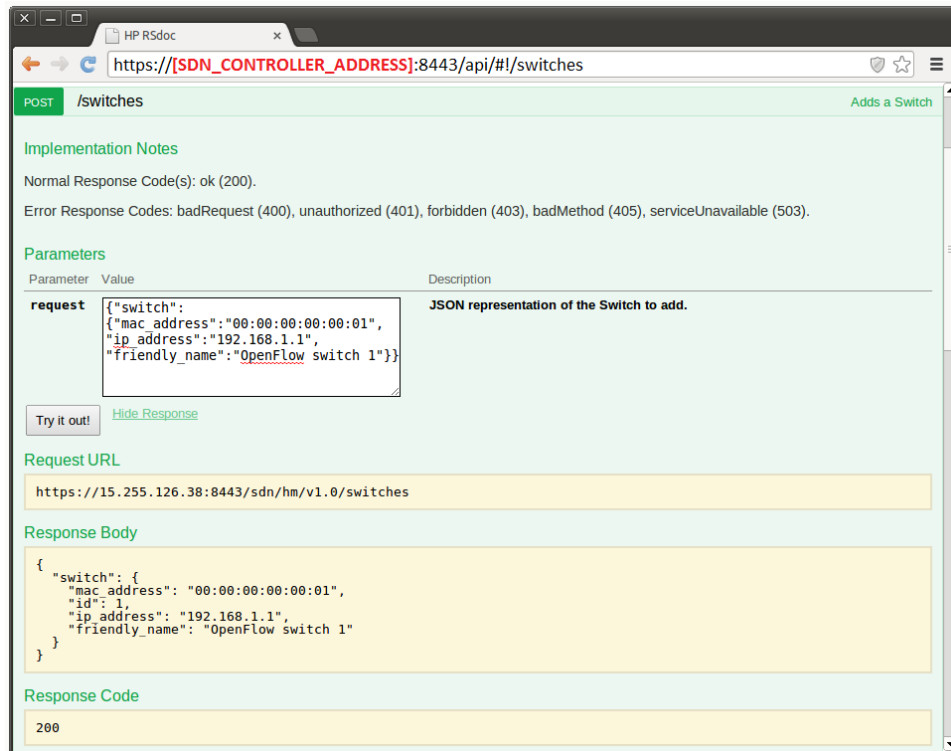 HP RSdoc
https://[SDN_CONTROLLER_ADDRESS]:8443/api/#!/switches
POST /switches Adds a Switch
Implementation Notes
Normal Response Code(s): ok (200).
Error Response Codes: badRequest (400), unauthorized (401), forbidden (403), badMethod (405), serviceUnavailable (503).
Parameters
Parameter Value Description
request {"switch": JSON representation of the Switch to add.
{"mac_address":"00:00:00:00:00:01",
"ip_address":"192.168.1.1",
"friendly_name":"OpenFlow switch 1"}}
Try it out! Hide Response
Request URL
https://15.255.126.38:8443/sdn/hm/v1.0/switches
Response Body
{
"switch": {
"mac_address": "00:00:00:00:00:01",
"id": 1,
"ip_address": "192.168.1.1",
"friendly_name": "OpenFlow switch 1"
}
}
Response Code
200